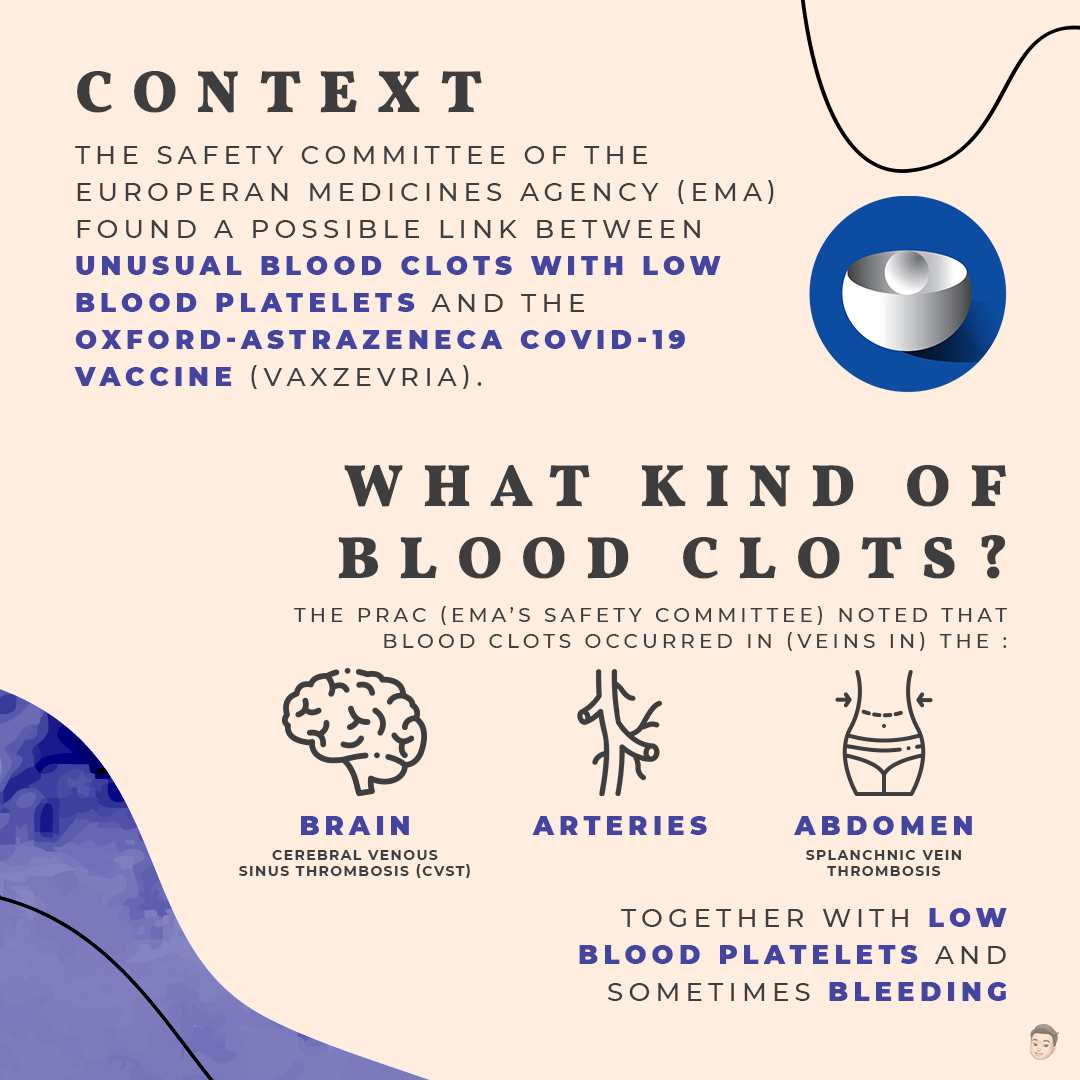 CONTEXT
THE SAFETY COMMITTEE OF THE
EUROPERAN MEDICINES AGENCY (EMA)
FOUND A POSSIBLE LINK BETWEEN
UNUSUAL BLOOD CLOTS WITH LOW
BLOOD PLATELETS AND THE
OXFORD-ASTRAZENECA COVID-19
VACCINE (VAXZEVRIA).
WHAT KIND OF
BLOOD CLOTS?
THE PRAC (EMA'S SAFETY COMMITTEE) NOTED THAT
BLOOD CLOTS OCCURRED IN (VEINS IN) THE :
BRAIN
CEREBRAL VENOUS
SINUS THROMBOSIS (CVST)
ARTERIES
ABDOMEN
SPLANCHNIC VEIN
THROMBOSIS
TOGETHER WITH LOW
BLOOD PLATELETS AND
SOMETIMES BLEEDING